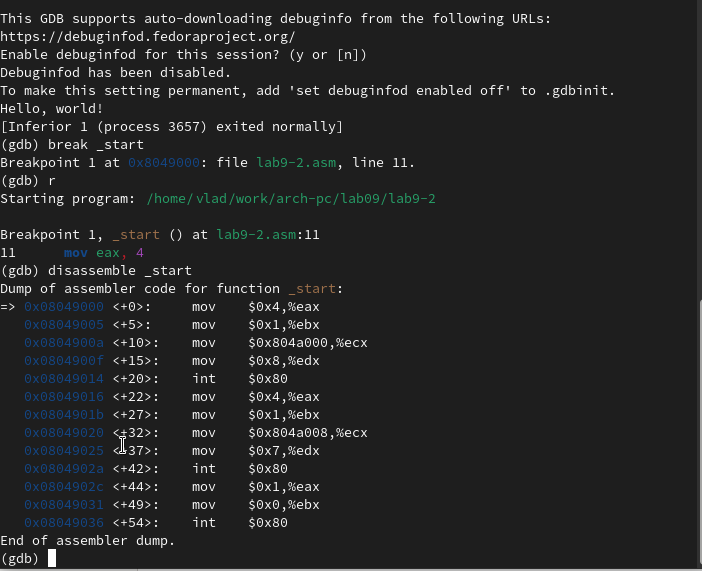 This GDB supports auto-downloading debuginfo from the following URLs:
https://debuginfod.fedoraproject.org/
Enable debuginfod for this session? (y or [n])
Debuginfod has been disabled.
To make this setting permanent, add 'set debuginfod enabled off' to .gdbinit.
Hello, world!
[Inferior 1 (process 3657) exited normally]
(gdb) break _start
Breakpoint 1 at 0x8049000: file lab9-2.asm, line 11.
(gdb) r
Starting program: /home/vlad/work/arch-pc/lab09/lab9-2

Breakpoint 1, _start () at lab9-2.asm:11
11      mov eax, 4
(gdb) disassemble _start
Dump of assembler code for function _start:
=> 0x08049000 <+0>:    mov    $0x4,%eax
   0x08049005 <+5>:    mov    $0x1,%ebx
   0x0804900a <+10>:    mov    $0x804a000,%ecx
   0x0804900f <+15>:    mov    $0x8,%edx
   0x08049014 <+20>:    int    $0x80
   0x08049016 <+22>:    mov    $0x4,%eax
   0x0804901b <+27>:    mov    $0x1,%ebx
   0x08049020 <+32>:    mov    $0x804a008,%ecx
   0x08049025 <+37>:    mov    $0x7,%edx
   0x0804902a <+42>:    int    $0x80
   0x0804902c <+44>:    mov    $0x1,%eax
   0x08049031 <+49>:    mov    $0x0,%ebx
   0x08049036 <+54>:    int    $0x80
End of assembler dump.
(gdb)